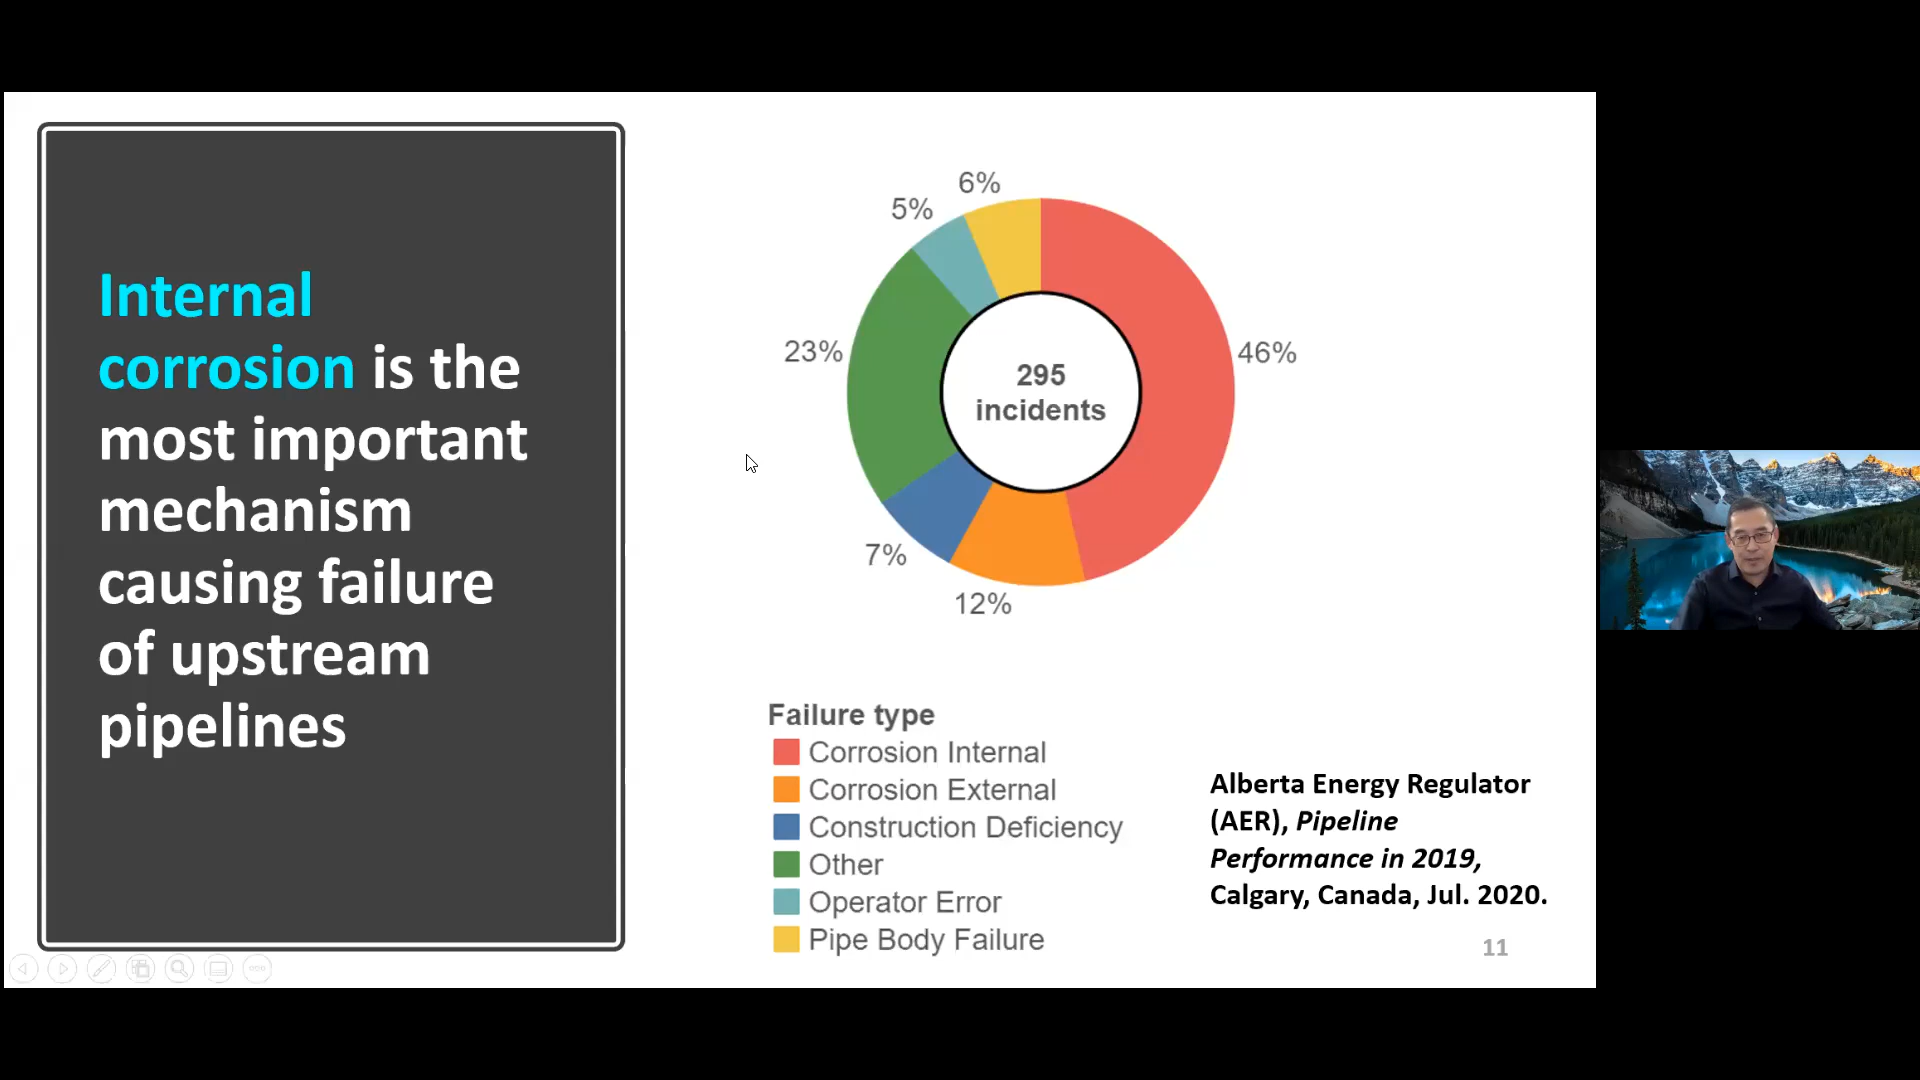 Internal
corrosion is the
most important
mechanism
causing failure
of upstream
pipelines
6%
5%
46%
23%
295
incidents
7%
12%
Failure type
Corrosion Internal
Corrosion External
Construction Deficiency
Other
Operator Error
Pipe Body Failure
Alberta Energy Regulator
(AER), Pipeline
Performance in 2019,
Calgary, Canada, Jul. 2020.
11